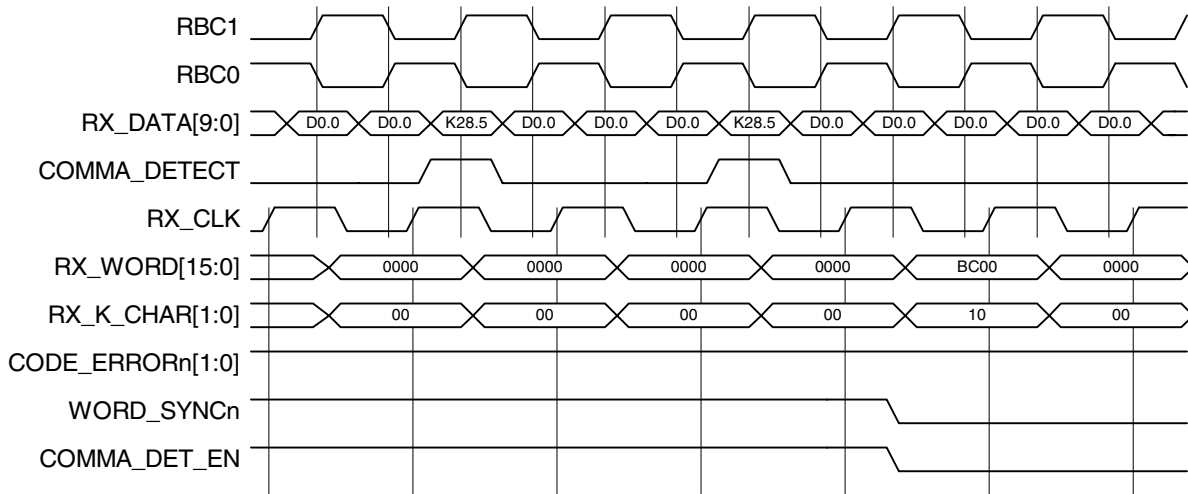 RBC1
RBC0
RX_DATA[9:0] D0.0 D0.0 K28.5 D0.0 D0.0 D0.0 K28.5 D0.0 D0.0 D0.0 D0.0 D0.0
COMMA_DETECT
RX_CLK
RX_WORD[15:0] 0000 0000 0000 0000 BC00 0000
RX_K_CHAR[1:0] 00 00 00 00 10 00
CODE_ERRORn[1:0]
WORD_SYNCn
COMMA_DET_EN